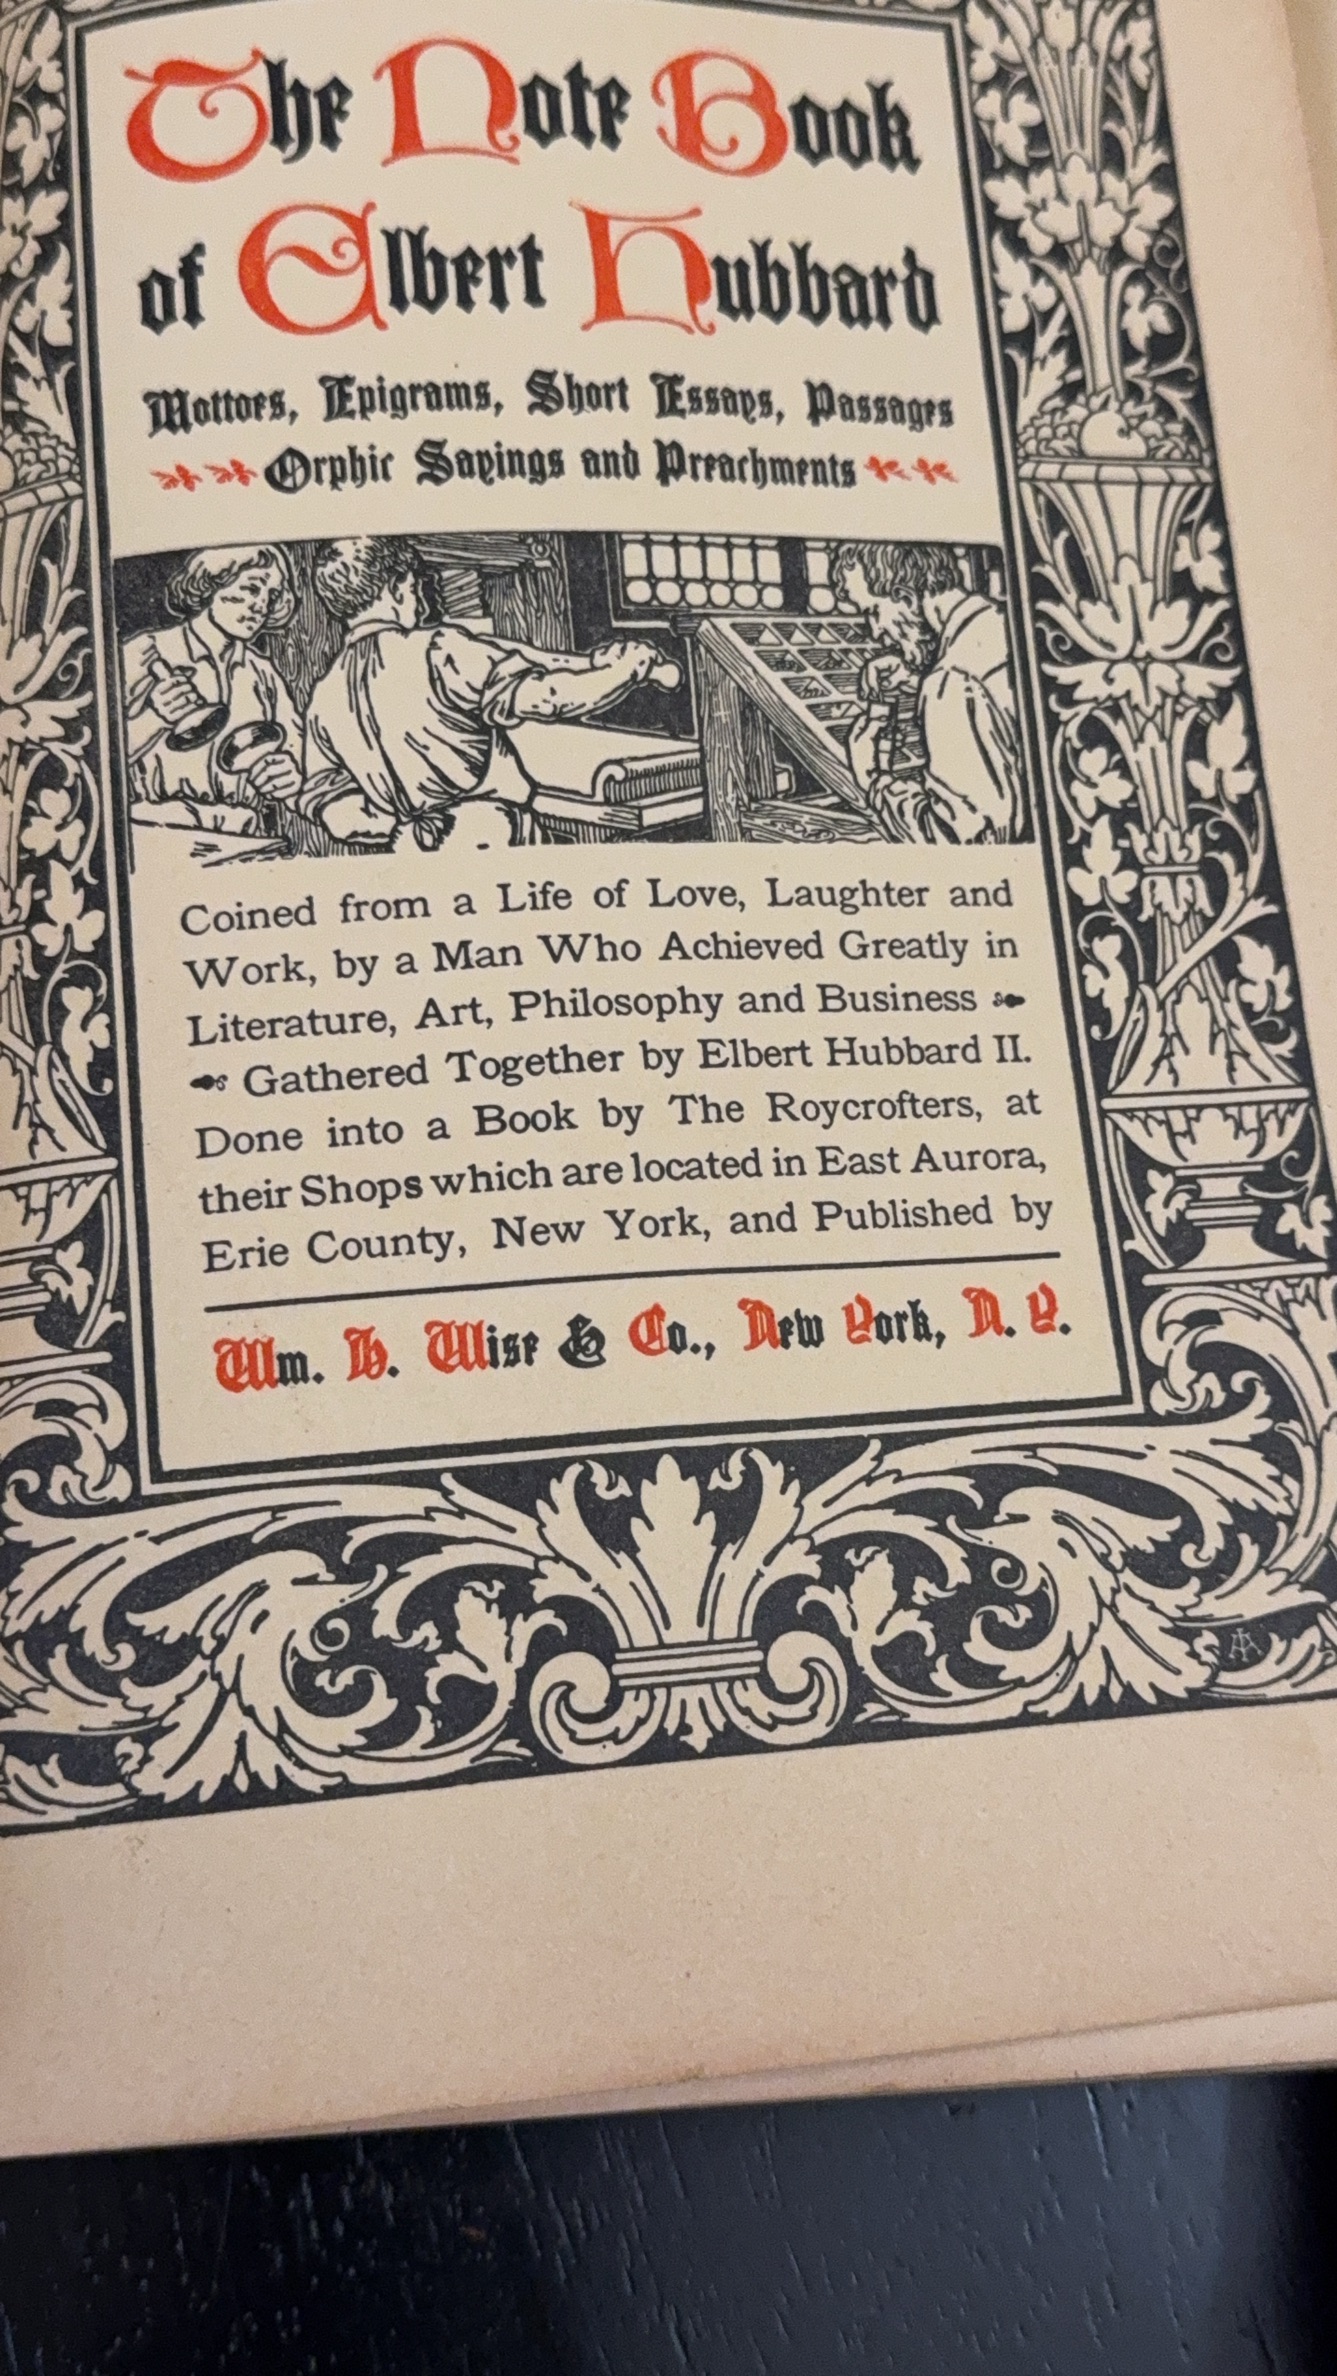 The Note Book
of Elbert Hubbard
Mottoes, Epigrams, Short Essays, Passages
Orphic Sayings and Preachments
Coined from a Life of Love, Laughter and
Work, by a Man Who Achieved Greatly in
Literature, Art, Philosophy and Business
Gathered Together by Elbert Hubbard II.
Done into a Book by The Roycrofters, at
their Shops which are located in East Aurora,
Erie County, New York, and Published by
Wm. H. Wise & Co., New York, N. Y.